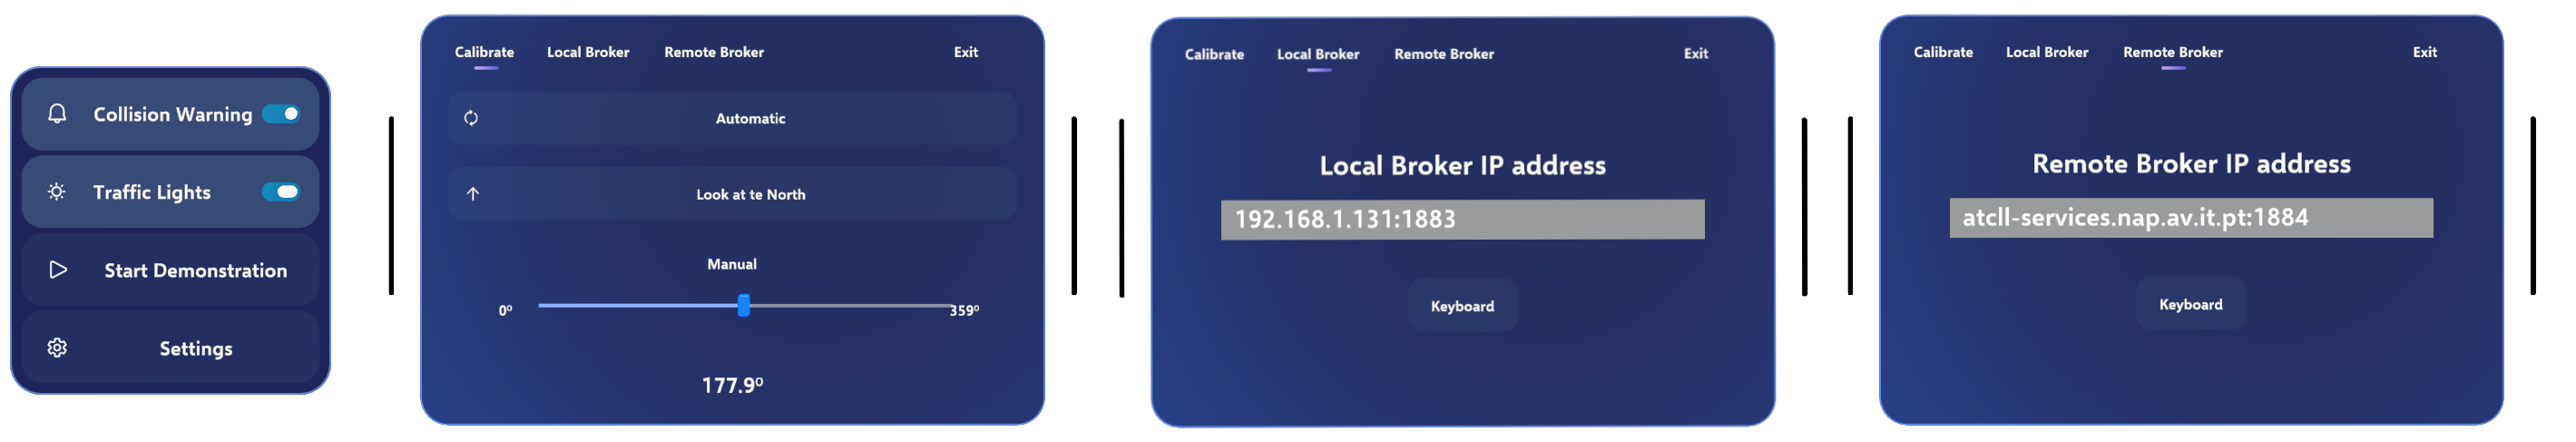 Collision Warning
Traffic Lights
Start Demonstration
Settings
Calibrate Local Broker Remote Broker Exit
Automatic
Look at te North
Manual
0º 359º
177.9º
Calibrate Local Broker Remote Broker Exit
Local Broker IP address
192.168.1.131:1883
Keyboard
Calibrate Local Broker Remote Broker Exit
Remote Broker IP address
atcll-services.nap.av.it.pt:1884
Keyboard